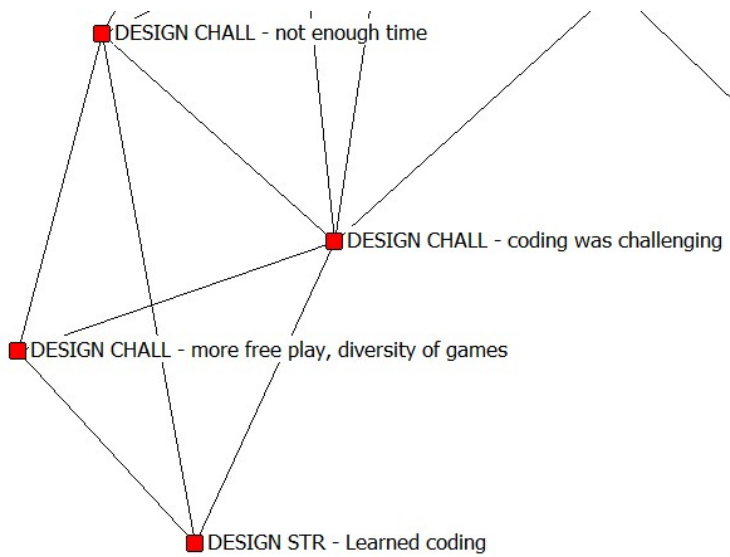 DESIGN CHALL - not enough time
DESIGN CHALL - coding was challenging
DESIGN CHALL - more free play, diversity of games
DESIGN STR - Learned coding